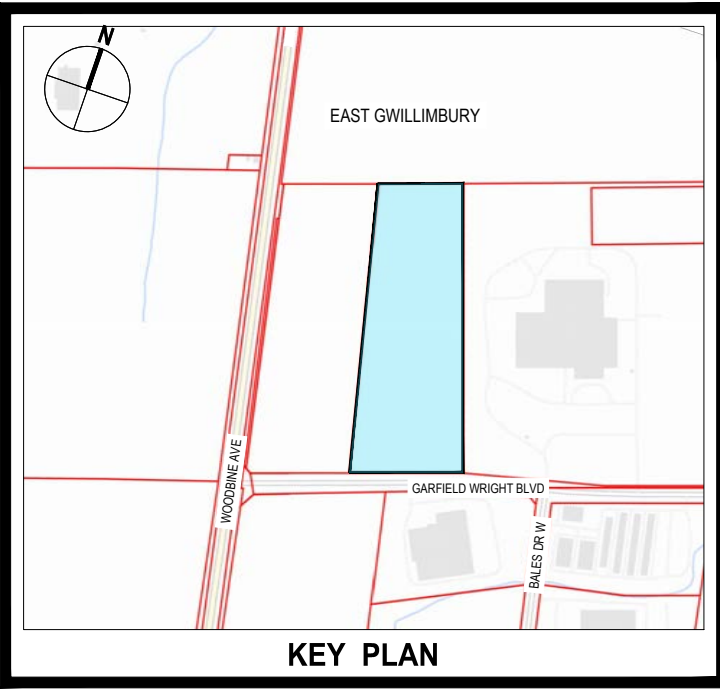 N
EAST GWILLIMBURY
WOODBINE AVE
GARFIELD WRIGHT BLVD
BALES DR W
KEY PLAN